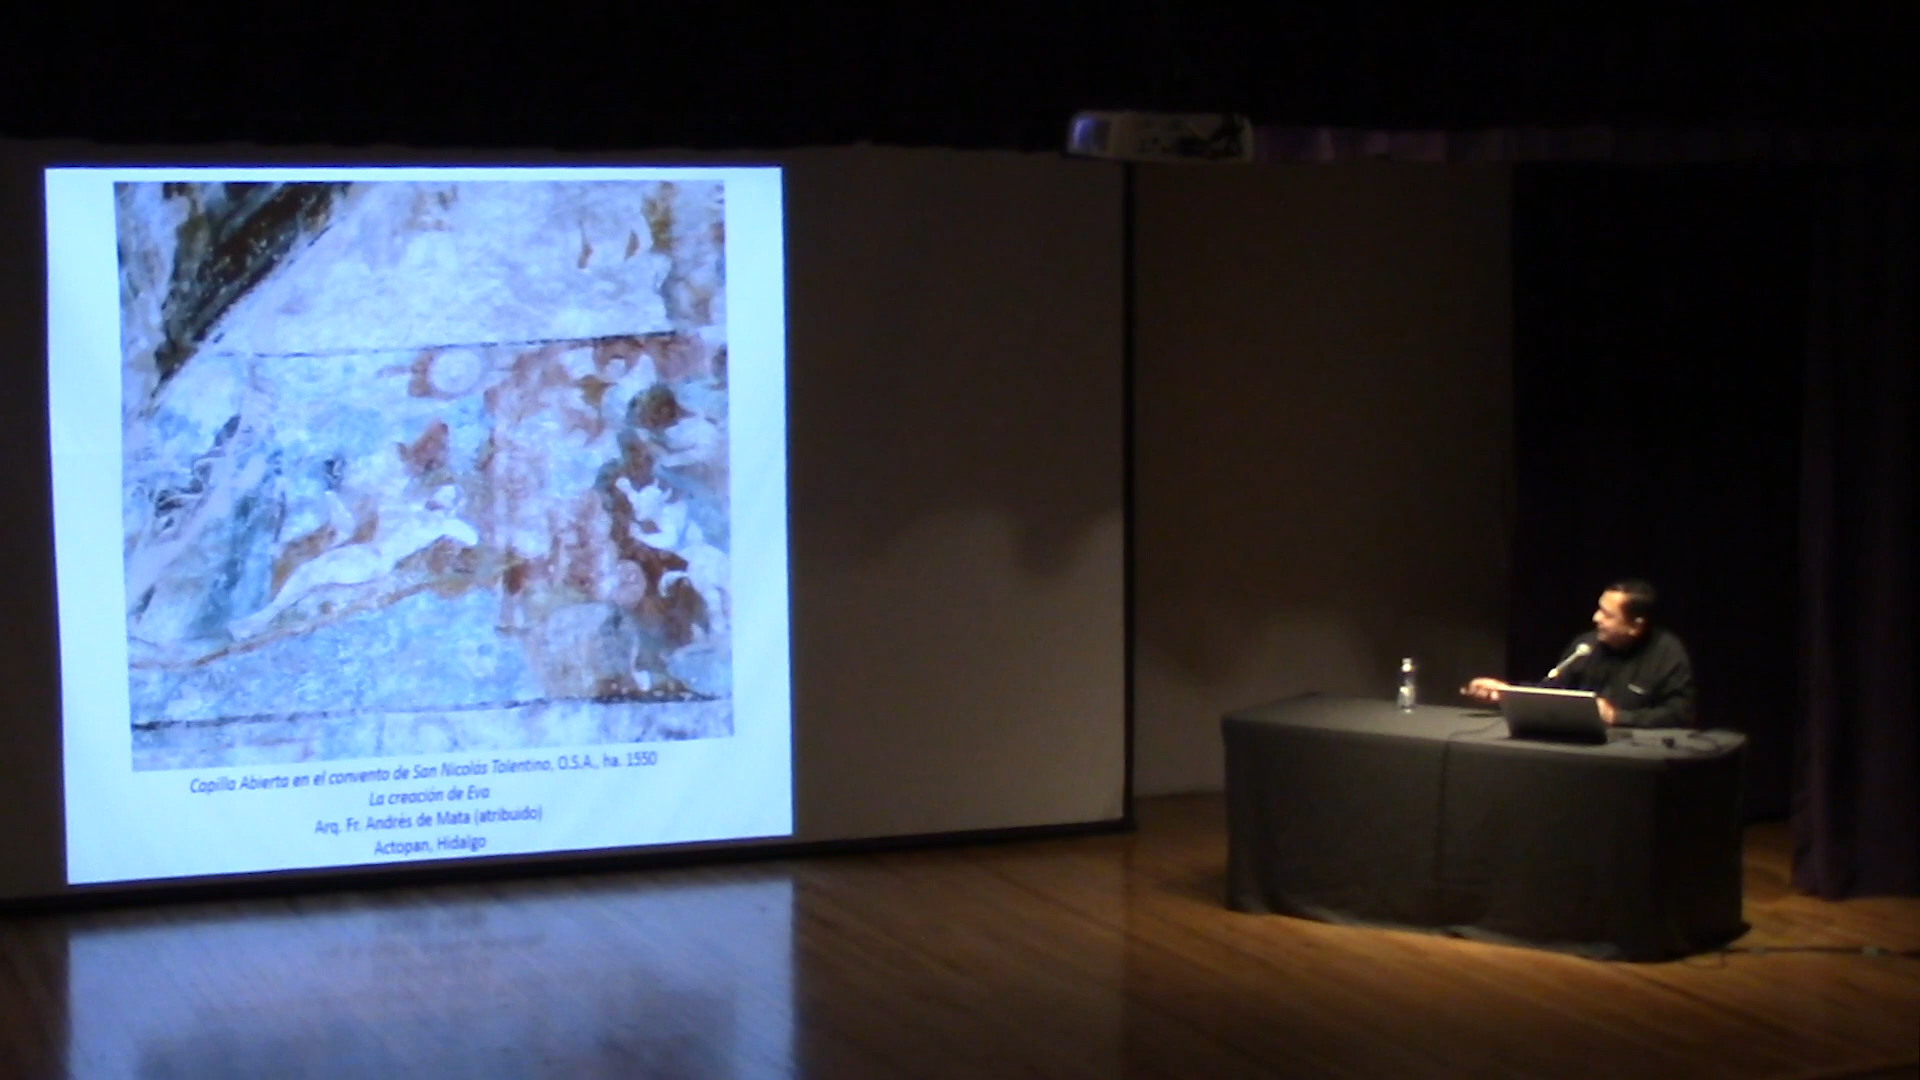 Capilla Abierta en el convento de San Nicolás Tolentino, O.S.A., ha. 1550
La creación de Eva
Arq. Fr. Andrés de Mata (atribuido)
Actopan, Hidalgo